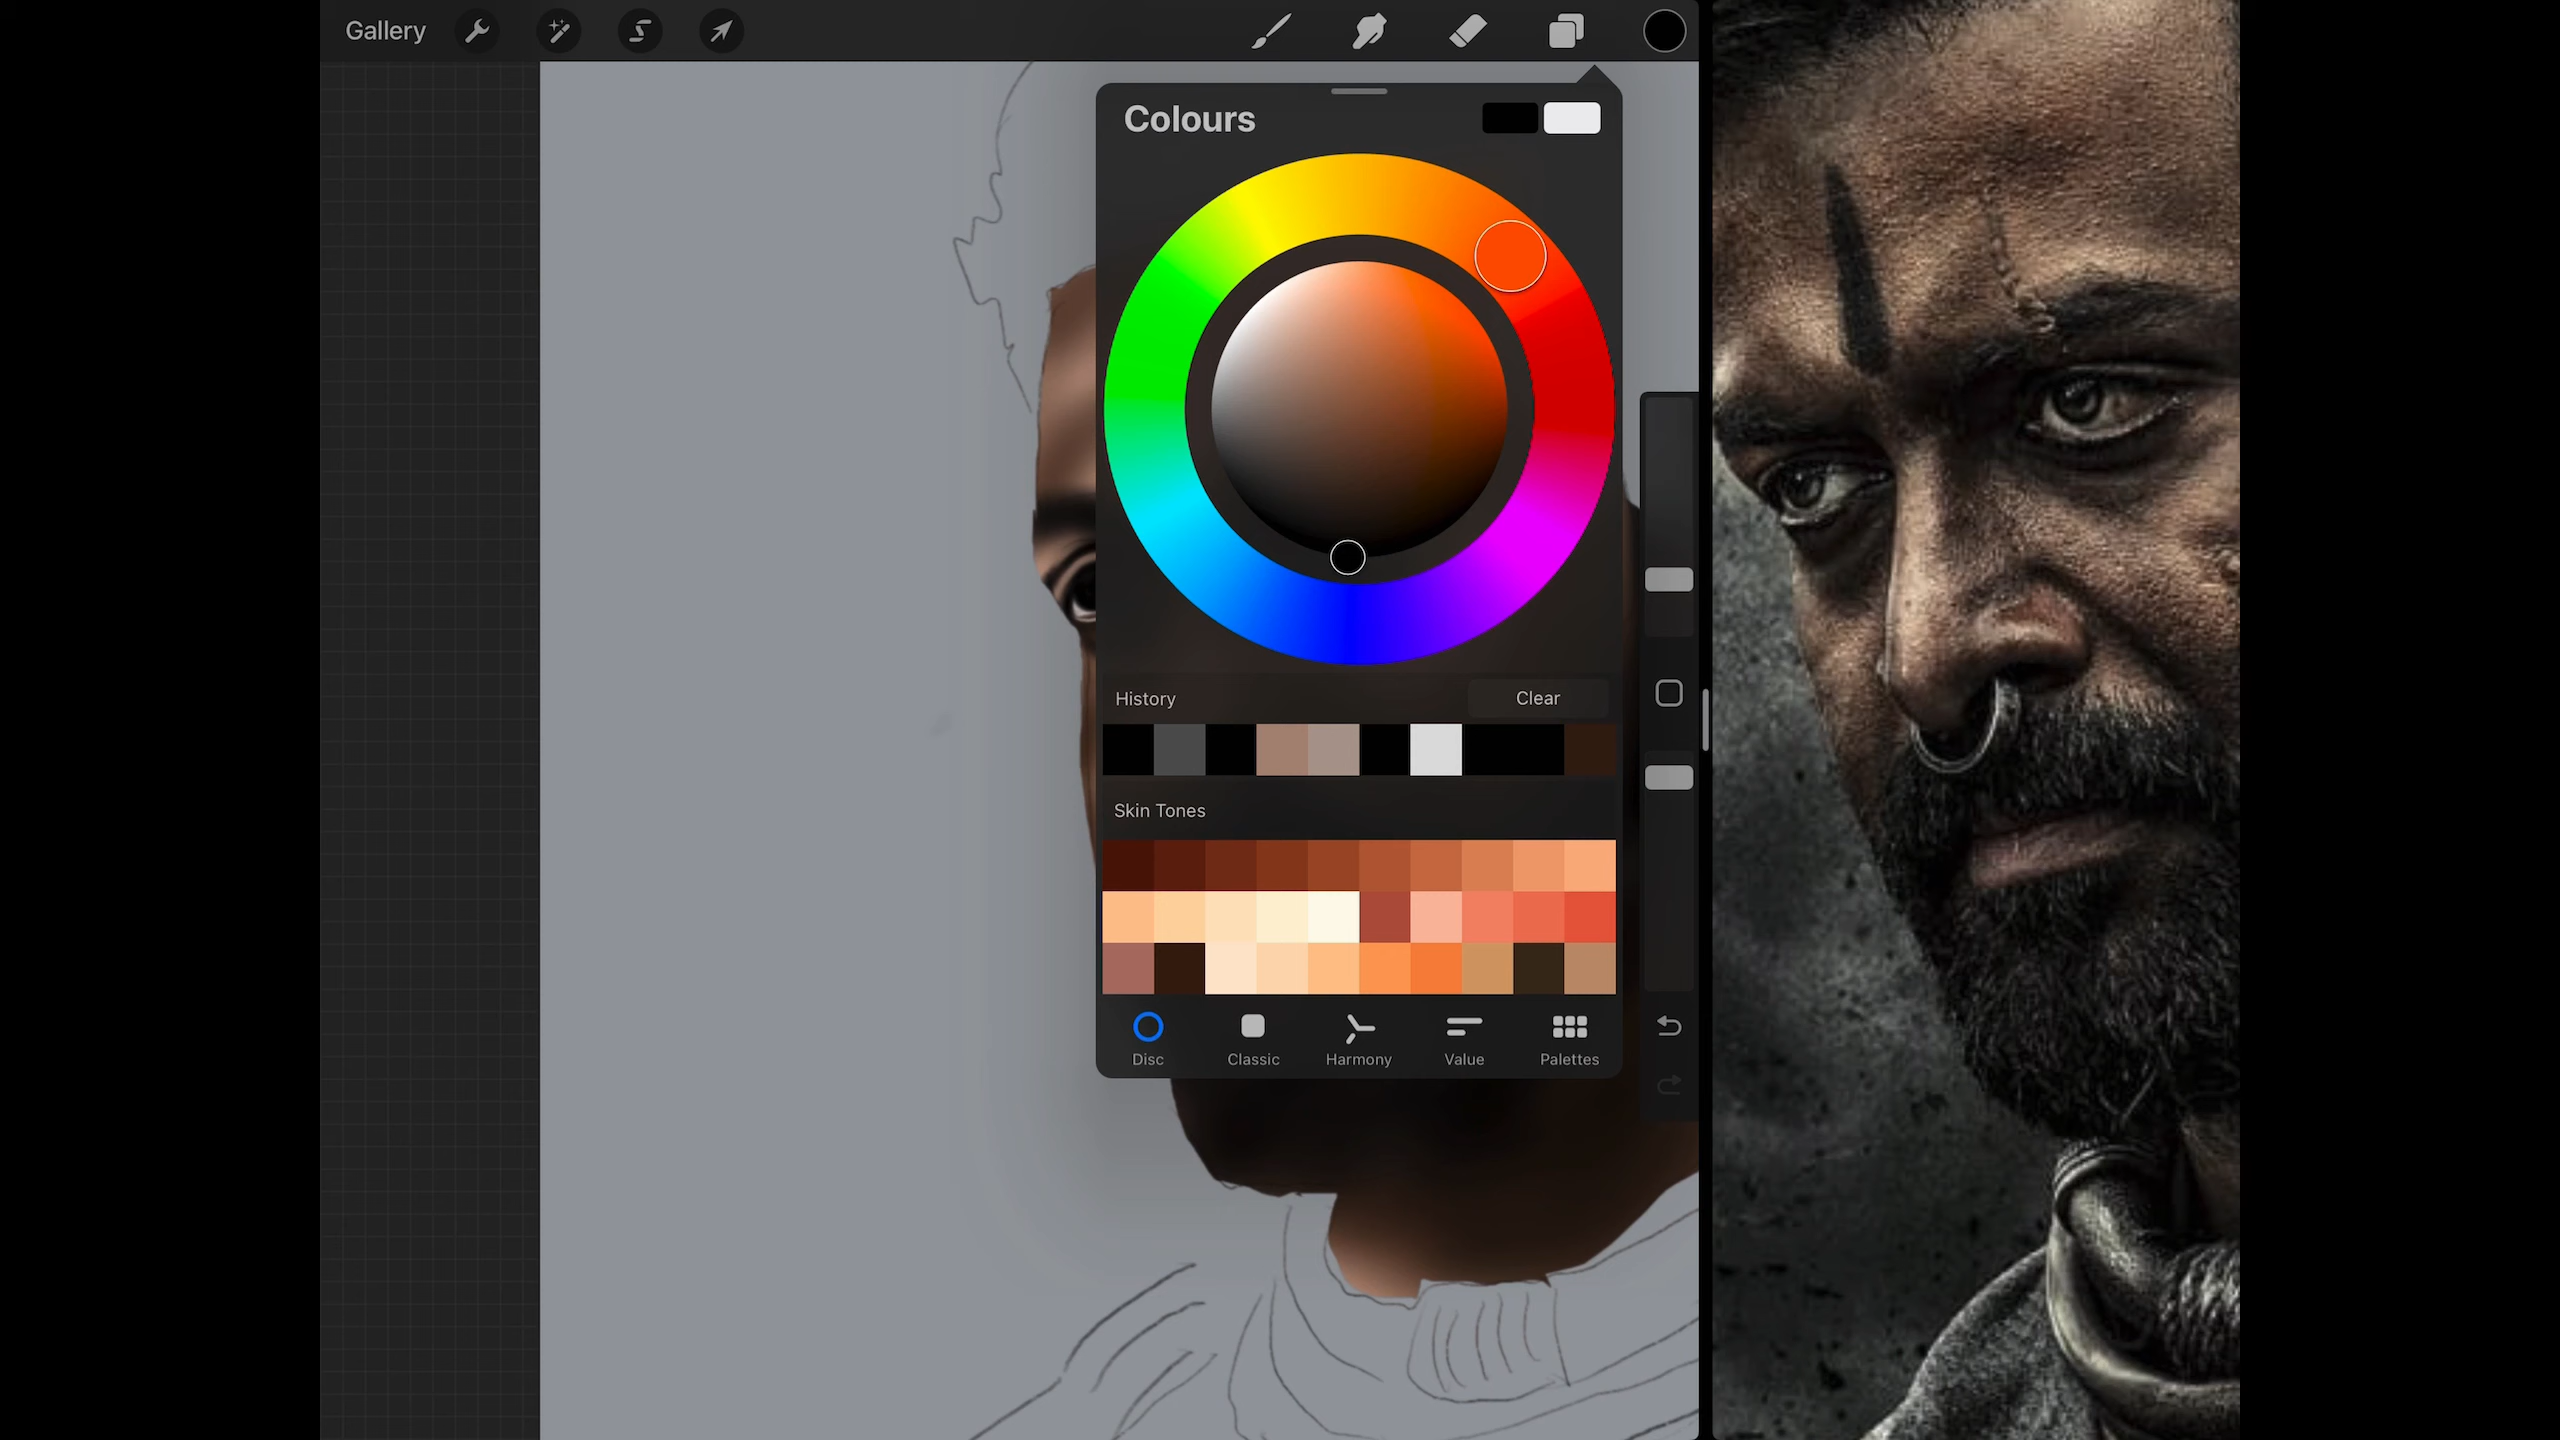 Gallery
Colours
History
Clear
Skin Tones
Disc
Classic
Harmony
Value
Palettes